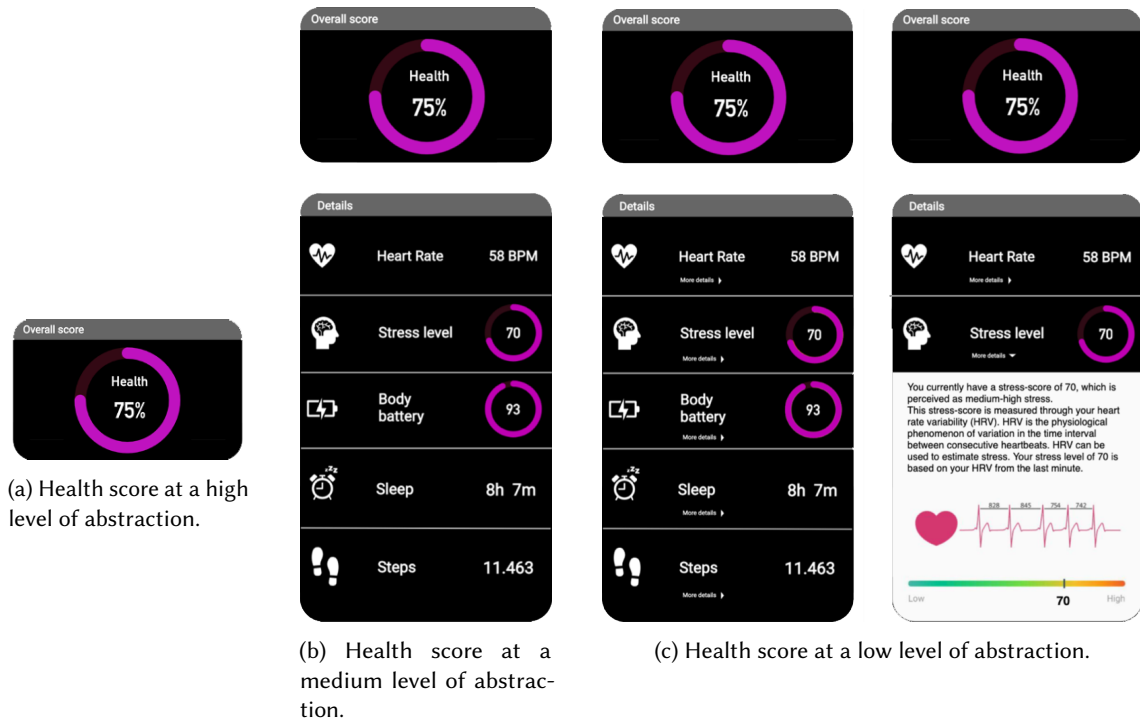 Overall score
Health
75%
(a) Health score at a high
level of abstraction.
Overall score
Health
75%
Details
Heart Rate 58 BPM
Stress level 70
Body
battery 93
Sleep 8h 7m
Steps 11.463
(b) Health score at a
medium level of abstrac-
tion.
Overall score
Health
75%
Details
Heart Rate 58 BPM
More details
Stress level 70
More details
Body
battery 93
More details
Sleep 8h 7m
More details
Steps 11.463
More details
Overall score
Health
75%
Details
Heart Rate 58 BPM
More details
Stress level 70
More details
You currently have a stress-score of 70, which is
perceived as medium-high stress.
This stress-score is measured through your heart
rate variability (HRV). HRV is the physiological
phenomenon of variation in the time interval
between consecutive heartbeats. HRV can be
used to estimate stress. Your stress level of 70 is
based on your HRV from the last minute.
828 845 754 742
Low 70 High
(c) Health score at a low level of abstraction.